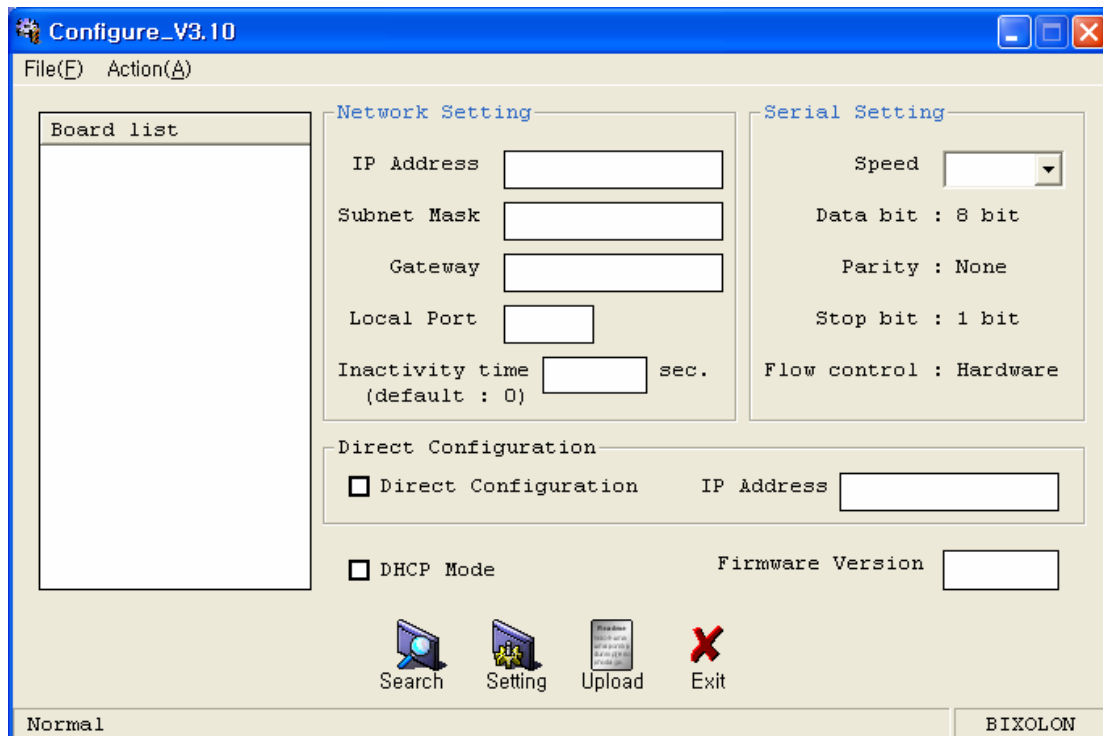 Configure_V3.10
File(F) Action(A)
Board list
Network Setting
IP Address
Subnet Mask
Gateway
Local Port
Inactivity time sec.
(default : 0)
Serial Setting
Speed
Data bit : 8 bit
Parity : None
Stop bit : 1 bit
Flow control : Hardware
Direct Configuration
Direct Configuration IP Address
DHCP Mode Firmware Version
Readme
Search Setting Upload Exit
Normal BIXOLON